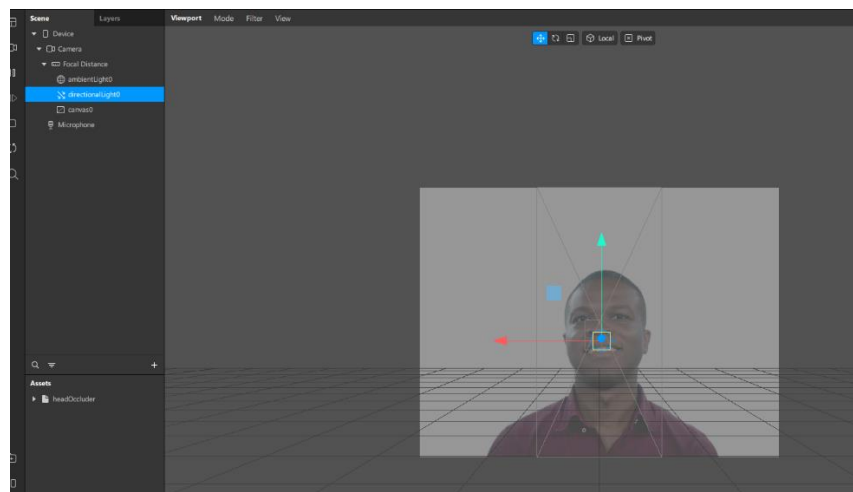 Scene Layers
Device
Camera
Focal Distance
ambientLight0
directionalLight0
canvas0
Microphone
Assets
headOccluder
Viewport Mode Filter View
Local Pivot